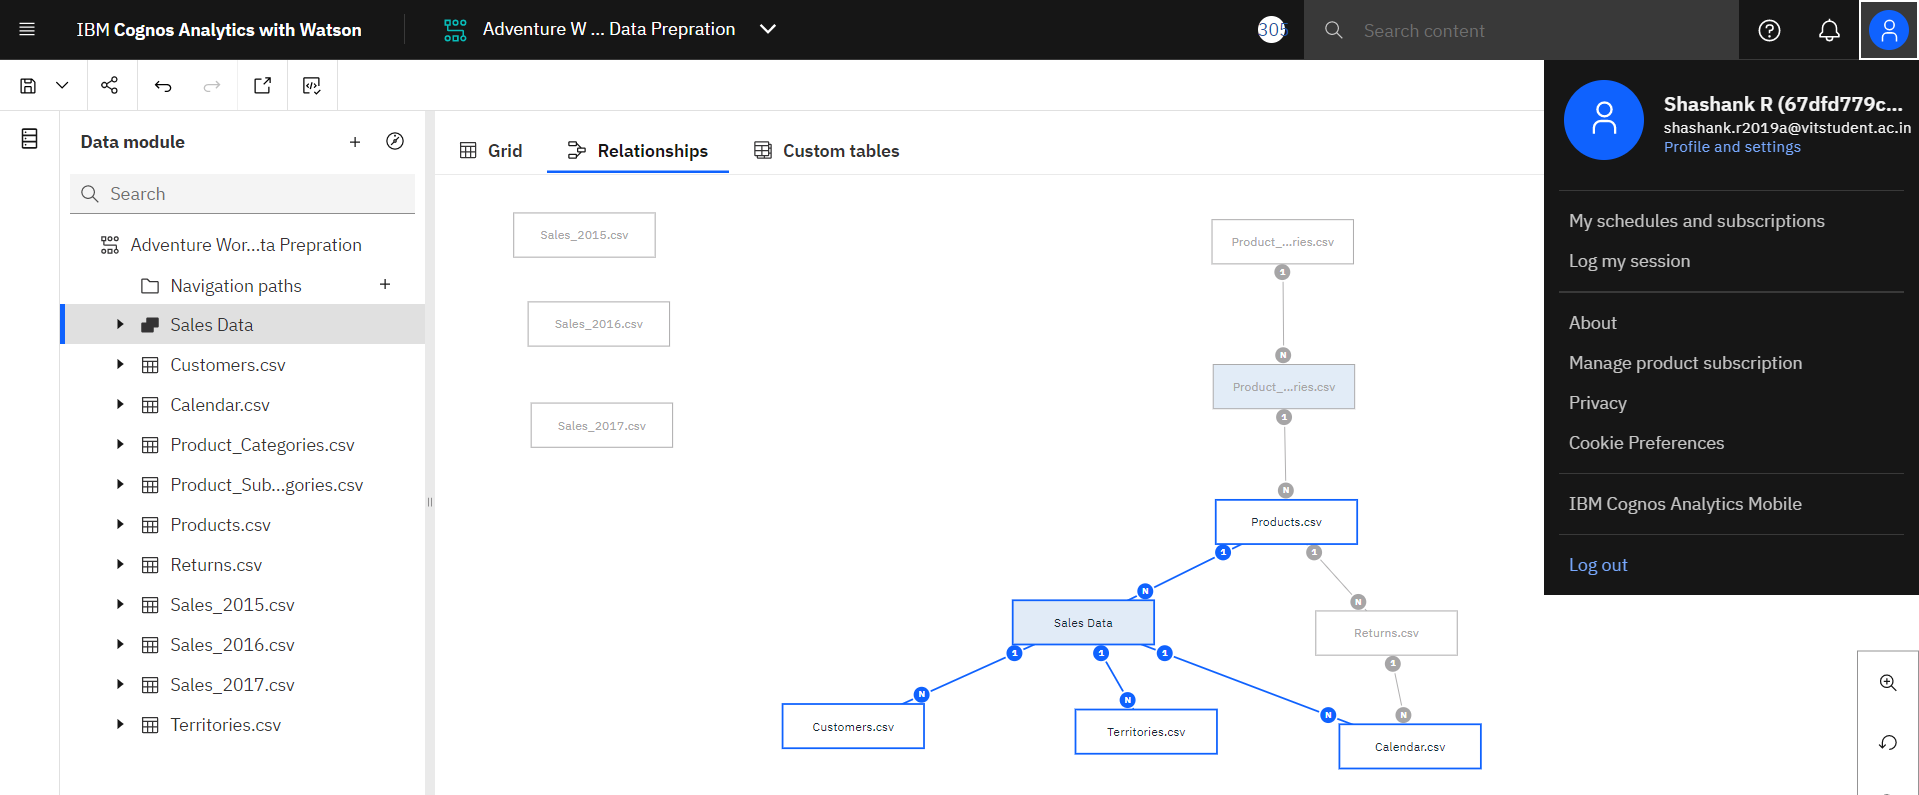 IBM Cognos Analytics with Watson
Adventure W ... Data Prepration
305
Search content
Shashank R (67dfd779c...
shashank.r2019a@vitstudent.ac.in
Profile and settings
My schedules and subscriptions
Log my session
About
Manage product subscription
Privacy
Cookie Preferences
IBM Cognos Analytics Mobile
Log out
Data module
Search
Adventure Wor...ta Prepration
Navigation paths
Sales Data
Customers.csv
Calendar.csv
Product_Categories.csv
Product_Sub...gories.csv
Products.csv
Returns.csv
Sales_2015.csv
Sales_2016.csv
Sales_2017.csv
Territories.csv
Grid
Relationships
Custom tables
Sales_2015.csv
Product_...ries.csv
1
Sales_2016.csv
N
Product_...ries.csv
1
Sales_2017.csv
N
Products.csv
1
1
N
N
Sales Data
Returns.csv
1
1
1
1
N
N
N
N
Customers.csv
Territories.csv
Calendar.csv